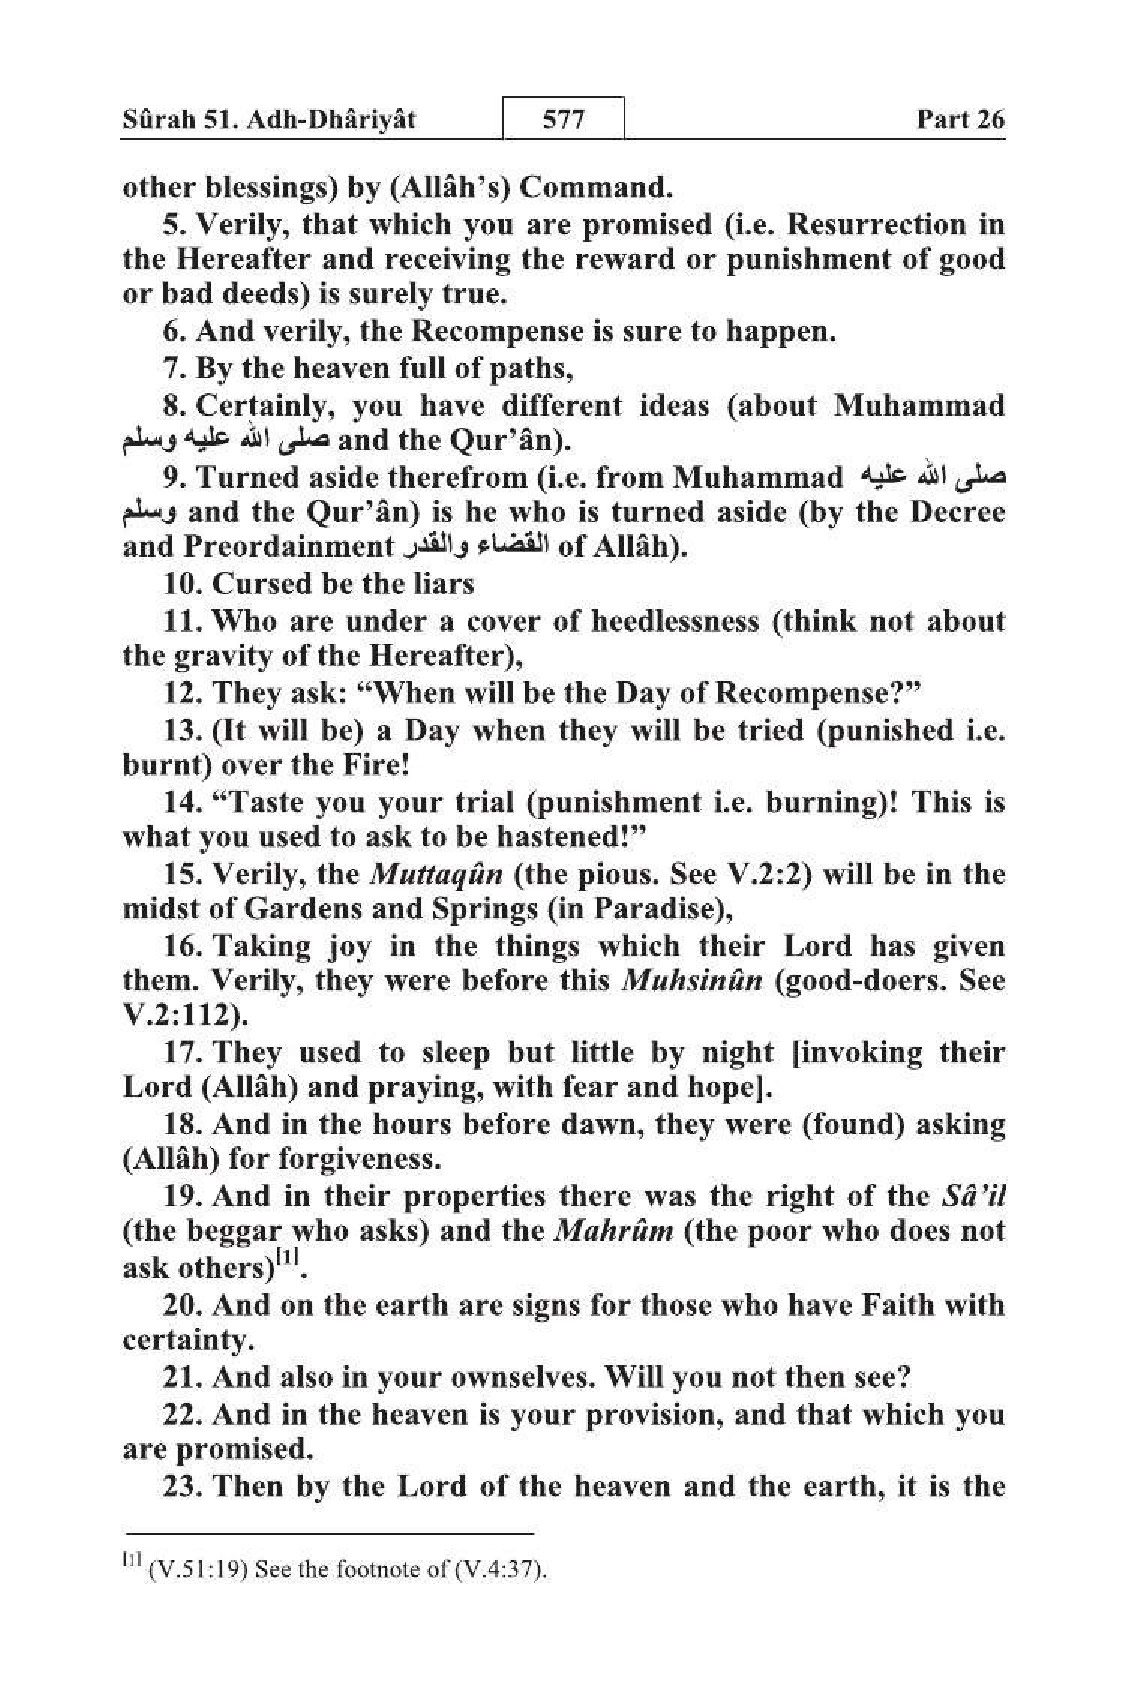 Sûrah 51. Adh-Dhâriyât 577 Part 26
other blessings) by (Allâh's) Command.
5. Verily, that which you are promised (i.e. Resurrection in
the Hereafter and receiving the reward or punishment of good
or bad deeds) is surely true.
6. And verily, the Recompense is sure to happen.
7. By the heaven full of paths,
8. Certainly, you have different ideas (about Muhammad
صلى الله عليه وسلم and the Qur'ân).
9. Turned aside therefrom (i.e. from Muhammad صلى الله عليه
وسلم and the Qur'ân) is he who is turned aside (by the Decree
and Preordainment القضاء والقدر of Allâh).
10. Cursed be the liars
11. Who are under a cover of heedlessness (think not about
the gravity of the Hereafter),
12. They ask: “When will be the Day of Recompense?”
13. (It will be) a Day when they will be tried (punished i.e.
burnt) over the Fire!
14. “Taste you your trial (punishment i.e. burning)! This is
what you used to ask to be hastened!”
15. Verily, the Muttaqûn (the pious. See V.2:2) will be in the
midst of Gardens and Springs (in Paradise),
16. Taking joy in the things which their Lord has given
them. Verily, they were before this Muhsinûn (good-doers. See
V.2:112).
17. They used to sleep but little by night [invoking their
Lord (Allâh) and praying, with fear and hope].
18. And in the hours before dawn, they were (found) asking
(Allâh) for forgiveness.
19. And in their properties there was the right of the Sâ'il
(the beggar who asks) and the Mahrûm (the poor who does not
ask others)[1].
20. And on the earth are signs for those who have Faith with
certainty.
21. And also in your ownselves. Will you not then see?
22. And in the heaven is your provision, and that which you
are promised.
23. Then by the Lord of the heaven and the earth, it is the
[1] (V.51:19) See the footnote of (V.4:37).